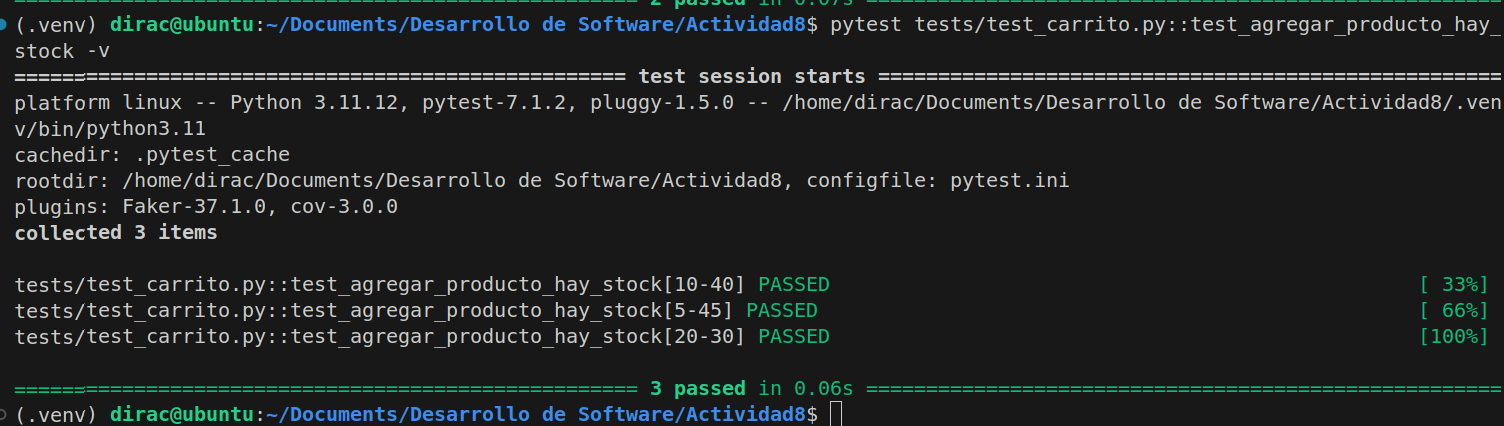 2 passed in 0.07s
(.venv) dirac@ubuntu:~/Documents/Desarrollo de Software/Actividad8$ pytest tests/test_carrito.py::test_agregar_producto_hay_
stock -v
============================================== test session starts ==============================================
platform linux -- Python 3.11.12, pytest-7.1.2, pluggy-1.5.0 -- /home/dirac/Documents/Desarrollo de Software/Actividad8/.ven
v/bin/python3.11
cachedir: .pytest_cache
rootdir: /home/dirac/Documents/Desarrollo de Software/Actividad8, configfile: pytest.ini
plugins: Faker-37.1.0, cov-3.0.0
collected 3 items
tests/test_carrito.py::test_agregar_producto_hay_stock[10-40] PASSED [ 33%]
tests/test_carrito.py::test_agregar_producto_hay_stock[5-45] PASSED [ 66%]
tests/test_carrito.py::test_agregar_producto_hay_stock[20-30] PASSED [100%]
=============================================== 3 passed in 0.06s ===============================================
(.venv) dirac@ubuntu:~/Documents/Desarrollo de Software/Actividad8$